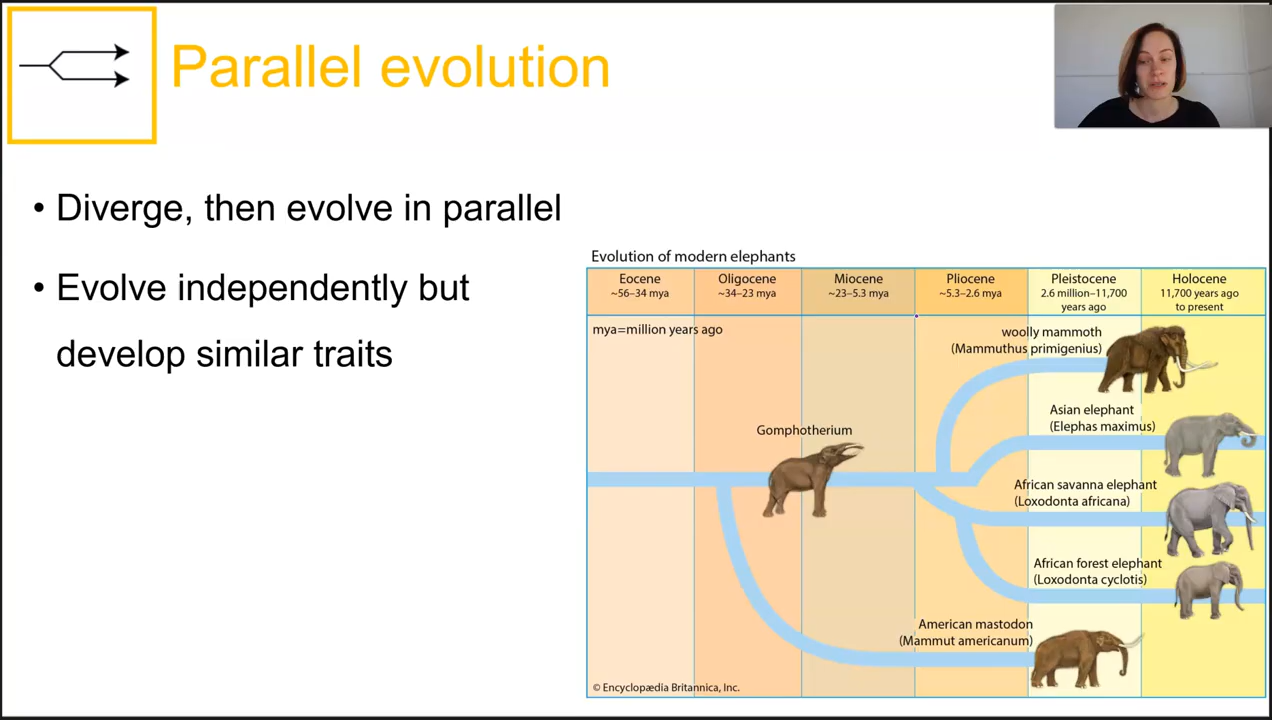 Parallel evolution
• Diverge, then evolve in parallel
• Evolve independently but
develop similar traits
Evolution of modern elephants
Eocene
~56–34 mya
Oligocene
~34–23 mya
Miocene
~23–5.3 mya
Pliocene
~5.3–2.6 mya
Pleistocene
2.6 million–11,700
years ago
Holocene
11,700 years ago
to present
mya=million years ago
woolly mammoth
(Mammuthus primigenius)
Asian elephant
(Elephas maximus)
Gomphotherium
African savanna elephant
(Loxodonta africana)
African forest elephant
(Loxodonta cyclotis)
American mastodon
(Mammut americanum)
© Encyclopædia Britannica, Inc.